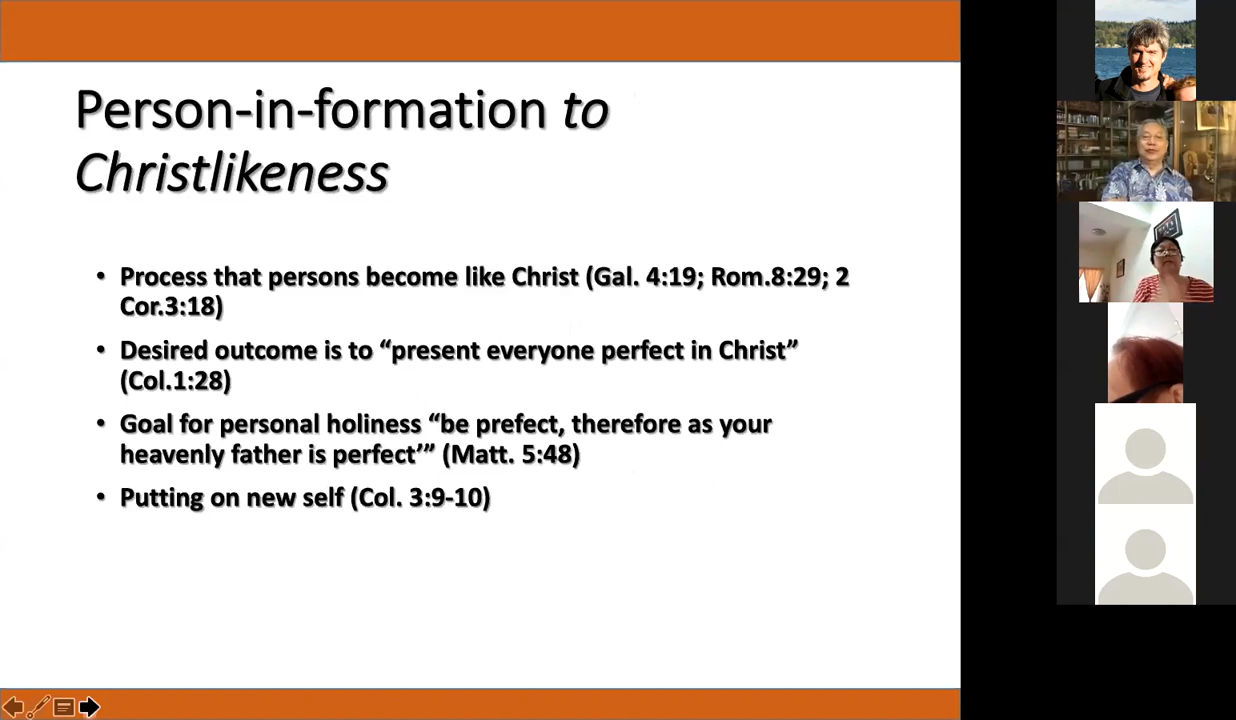 Person-in-formation to
Christlikeness
• Process that persons become like Christ (Gal. 4:19; Rom.8:29; 2
Cor.3:18)
• Desired outcome is to “present everyone perfect in Christ”
(Col.1:28)
• Goal for personal holiness “be prefect, therefore as your
heavenly father is perfect’” (Matt. 5:48)
• Putting on new self (Col. 3:9-10)